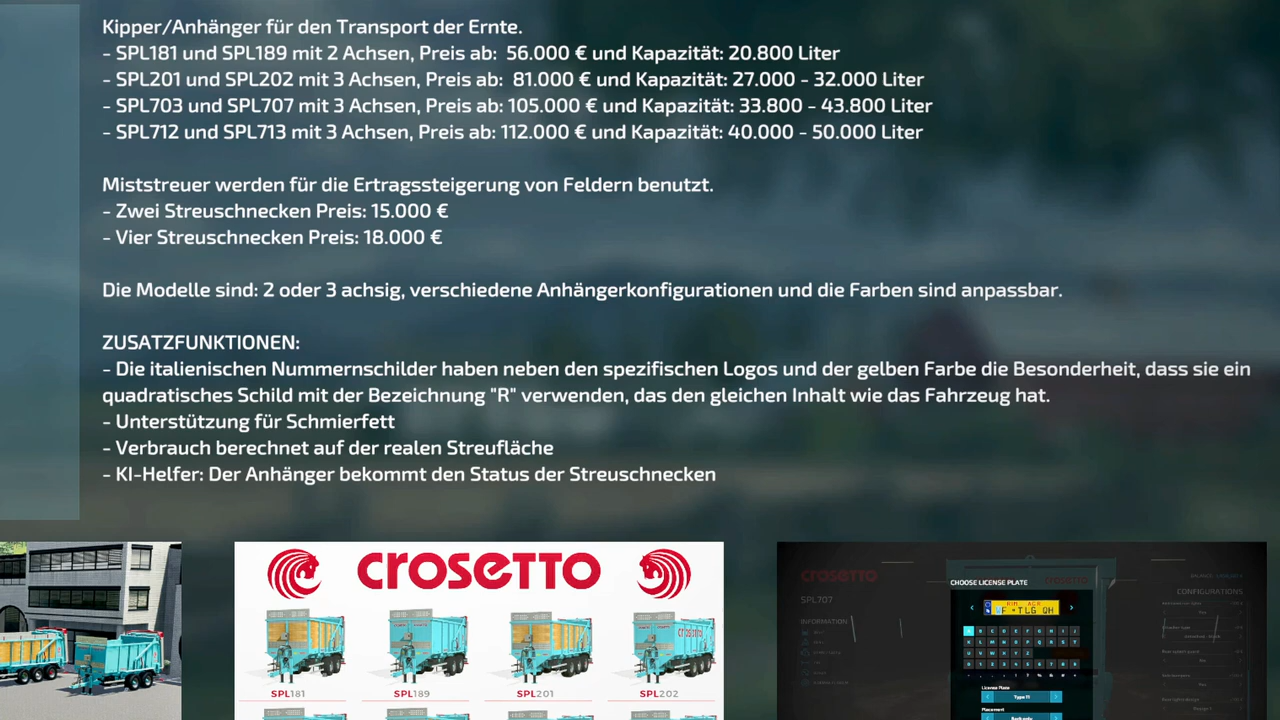 Kipper/Anhänger für den Transport der Ernte.
- SPL181 und SPL189 mit 2 Achsen, Preis ab: 56.000 € und Kapazität: 20.800 Liter
- SPL201 und SPL202 mit 3 Achsen, Preis ab: 81.000 € und Kapazität: 27.000 - 32.000 Liter
- SPL703 und SPL707 mit 3 Achsen, Preis ab: 105.000 € und Kapazität: 33.800 - 43.800 Liter
- SPL712 und SPL713 mit 3 Achsen, Preis ab: 112.000 € und Kapazität: 40.000 - 50.000 Liter
Miststreuer werden für die Ertragssteigerung von Feldern benutzt.
- Zwei Streuschnecken Preis: 15.000 €
- Vier Streuschnecken Preis: 18.000 €
Die Modelle sind: 2 oder 3 achsig, verschiedene Anhängerkonfigurationen und die Farben sind anpassbar.
ZUSATZFUNKTIONEN:
- Die italienischen Nummernschilder haben neben den spezifischen Logos und der gelben Farbe die Besonderheit, dass sie ein
quadratisches Schild mit der Bezeichnung "R" verwenden, das den gleichen Inhalt wie das Fahrzeug hat.
- Unterstützung für Schmierfett
- Verbrauch berechnet auf der realen Streufläche
- KI-Helfer: Der Anhänger bekommt den Status der Streuschnecken
CROSETTO
SPL181 SPL189 SPL201 SPL202
CROSETTO
SPL707
INFORMATION
CHOOSE LICENSE PLATE
CROSETTO
CONFIGURATIONS
License Plate
Placement